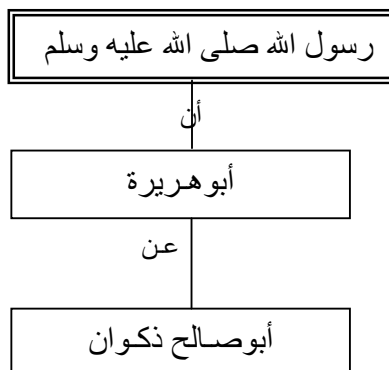 رسول الله صلى الله عليه وسلم
أن
أبوهريرة
عن
أبوصالح ذكوان